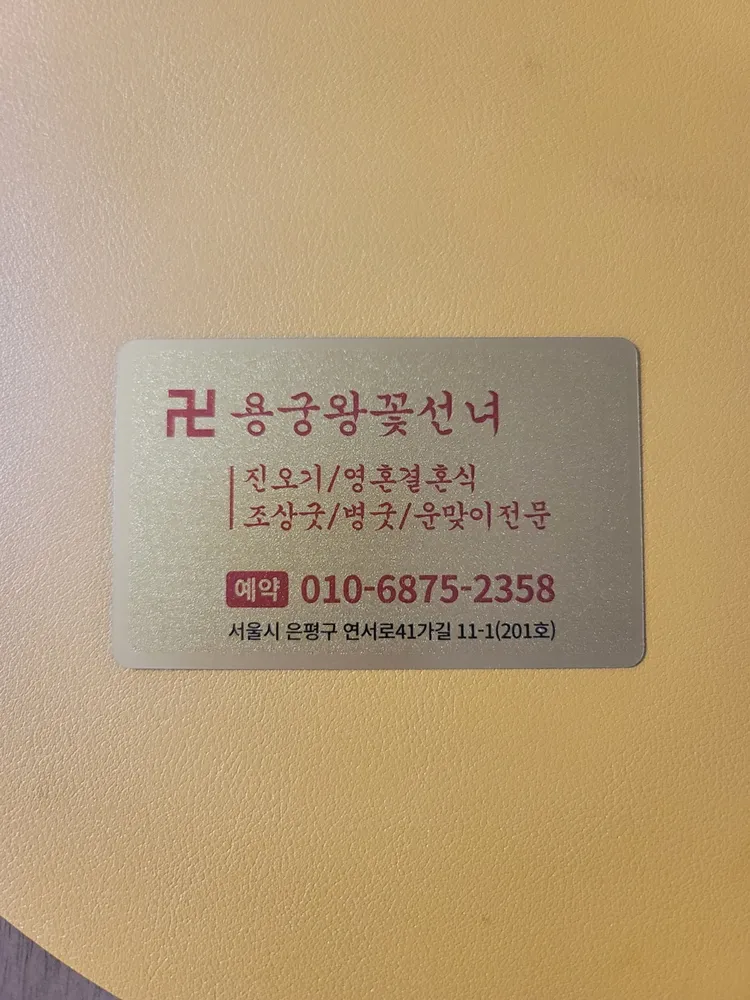 卍 용궁왕꽃선녀
진오기/영혼결혼식
조상굿/병굿/운맞이전문
예약 010-6875-2358
서울시 은평구 연서로41가길 11-1(201호)